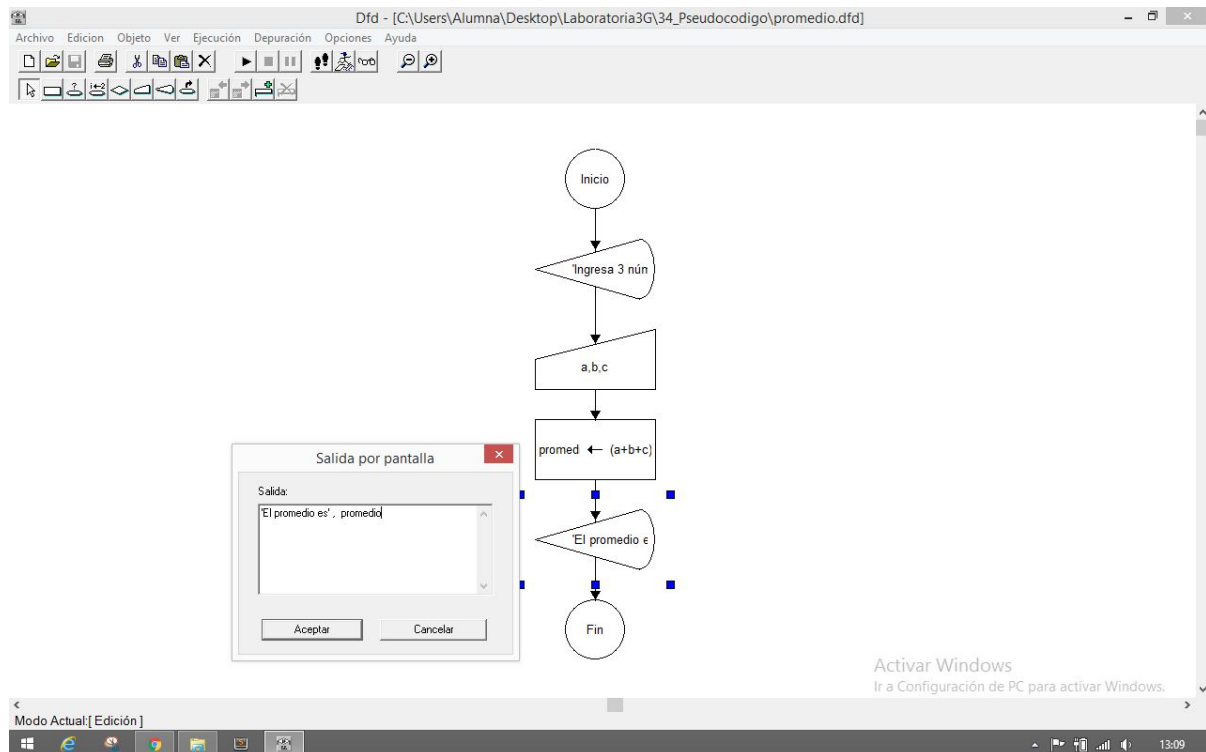 Dfd - [C:\Users\Alumna\Desktop\Laboratoria3G\34_Pseudocodigo\promedio.dfd]
Archivo Edicion Objeto Ver Ejecución Depuración Opciones Ayuda
Inicio
'Ingresa 3 núm
a,b,c
promed ← (a+b+c)
Salida por pantalla
Salida:
'El promedio es' , promedio
Aceptar Cancelar
'El promedio e
Fin
Activar Windows
Ir a Configuración de PC para activar Windows.
Modo Actual:[ Edición ]
13:09